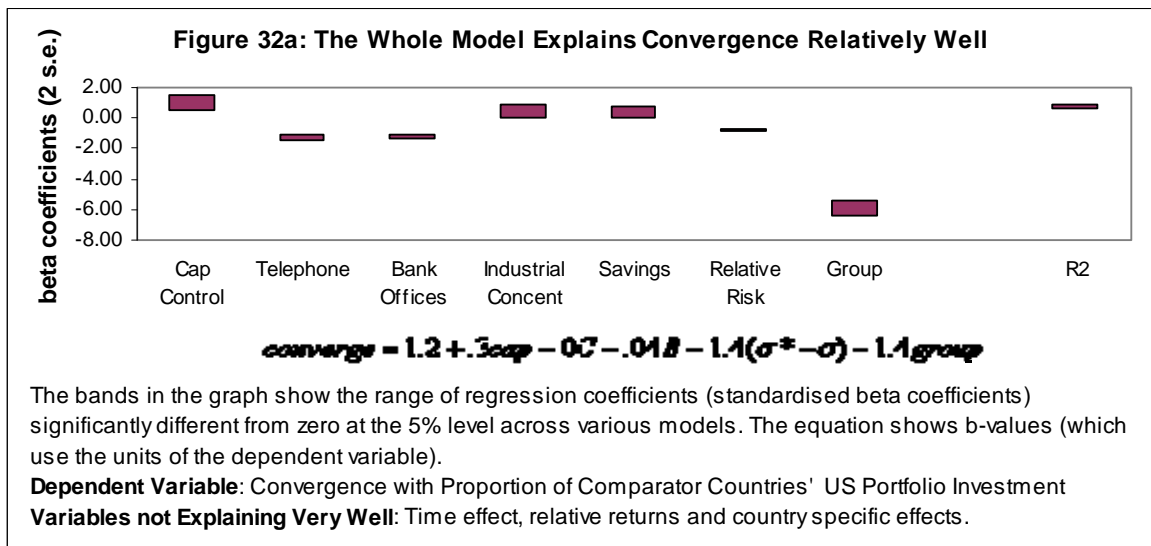 Figure 32a: The Whole Model Explains Convergence Relatively Well
beta coefficients (2 s.e.)
2.00
0.00
-2.00
-4.00
-6.00
-8.00
Cap Control
Telephone
Bank Offices
Industrial Concent
Savings
Relative Risk
Group
R2
converge = 1.2 + .3cap - 0C - .04B - 1.4(σ* - σ) - 1.4group
The bands in the graph show the range of regression coefficients (standardised beta coefficients)
significantly different from zero at the 5% level across various models. The equation shows b-values (which
use the units of the dependent variable).
Dependent Variable: Convergence with Proportion of Comparator Countries' US Portfolio Investment
Variables not Explaining Very Well: Time effect, relative returns and country specific effects.